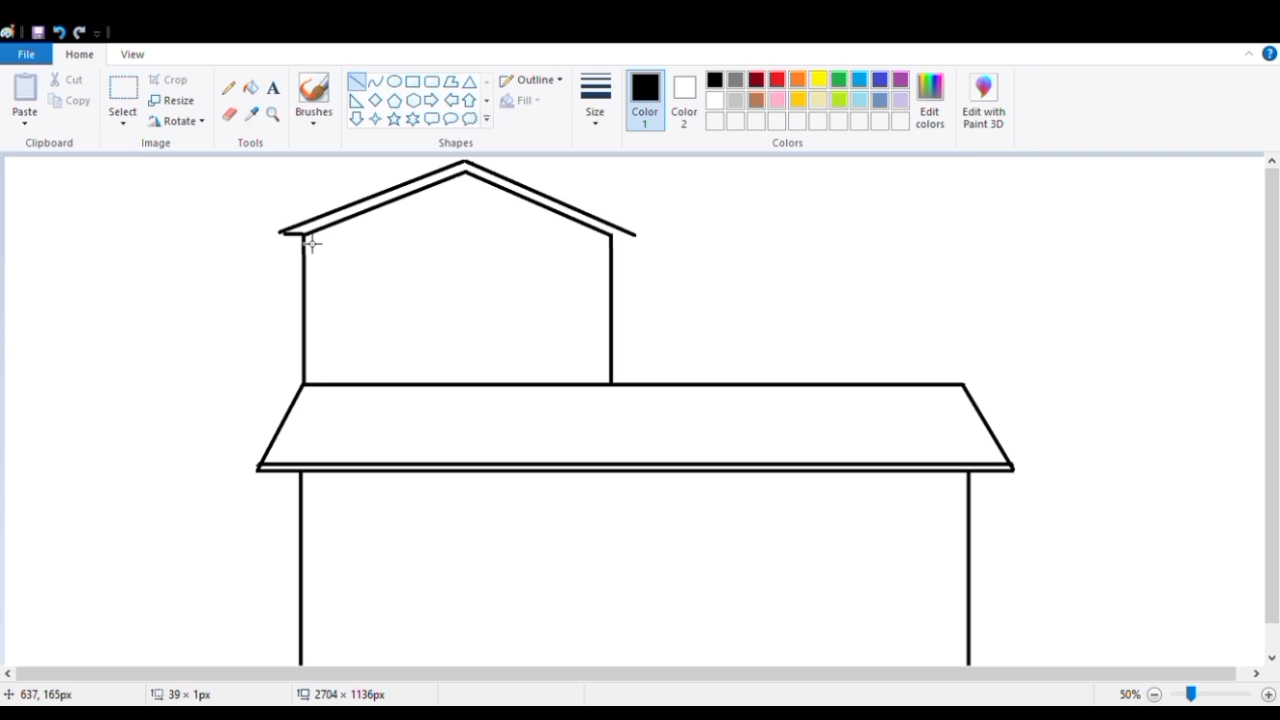 File Home View
Paste Cut Copy
Clipboard
Select Crop Resize Rotate
Image
A
Tools
Brushes
Shapes
Outline Fill
Size
Color 1 Color 2
Edit colors
Colors
Edit with Paint 3D
637, 165px 39 × 1px 2704 × 1136px 50%